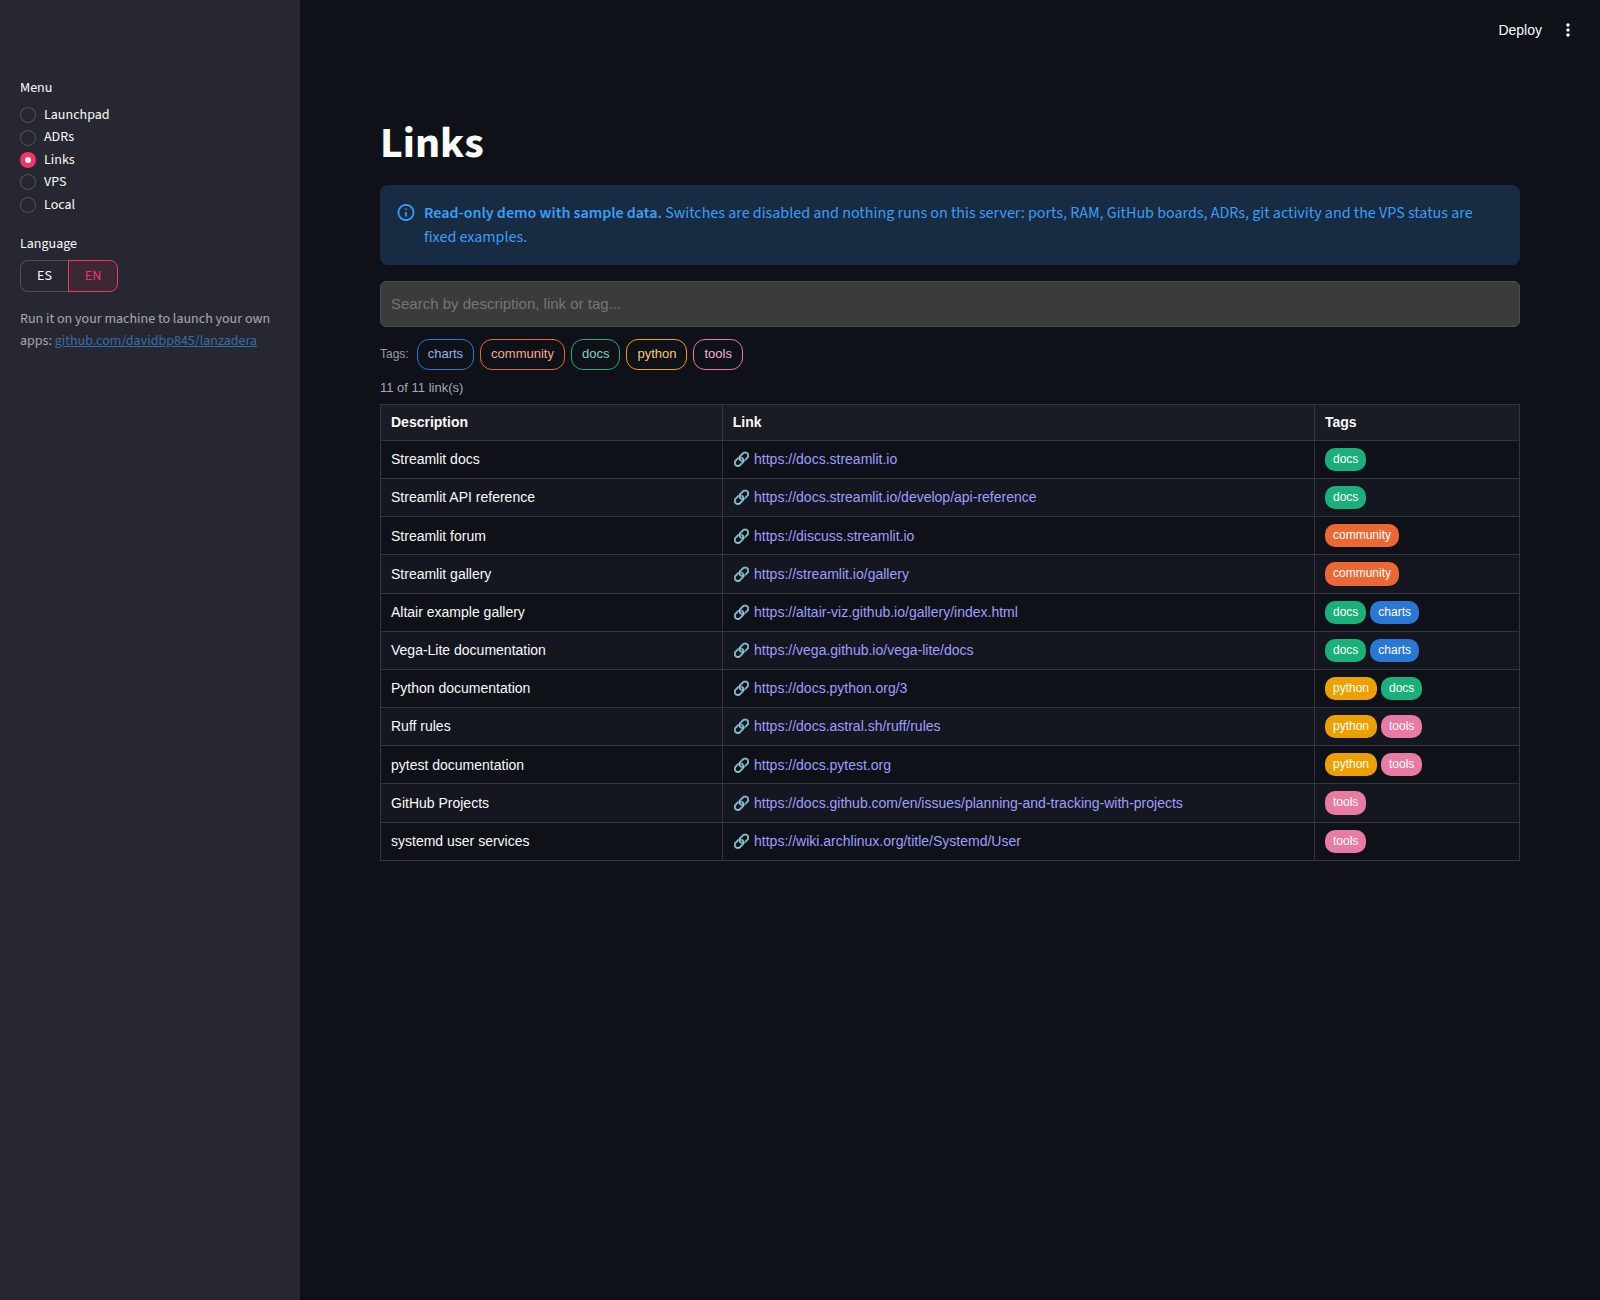 Deploy
Menu
Launchpad
ADRs
Links
VPS
Local
Language
ES EN
Run it on your machine to launch your own
apps: github.com/davidbp845/lanzadera
Links
Read-only demo with sample data. Switches are disabled and nothing runs on this server: ports, RAM, GitHub boards, ADRs, git activity and the VPS status are
fixed examples.
Search by description, link or tag...
Tags: charts community docs python tools
11 of 11 link(s)
Description Link Tags
Streamlit docs https://docs.streamlit.io docs
Streamlit API reference https://docs.streamlit.io/develop/api-reference docs
Streamlit forum https://discuss.streamlit.io community
Streamlit gallery https://streamlit.io/gallery community
Altair example gallery https://altair-viz.github.io/gallery/index.html docs charts
Vega-Lite documentation https://vega.github.io/vega-lite/docs docs charts
Python documentation https://docs.python.org/3 python docs
Ruff rules https://docs.astral.sh/ruff/rules python tools
pytest documentation https://docs.pytest.org python tools
GitHub Projects https://docs.github.com/en/issues/planning-and-tracking-with-projects tools
systemd user services https://wiki.archlinux.org/title/Systemd/User tools